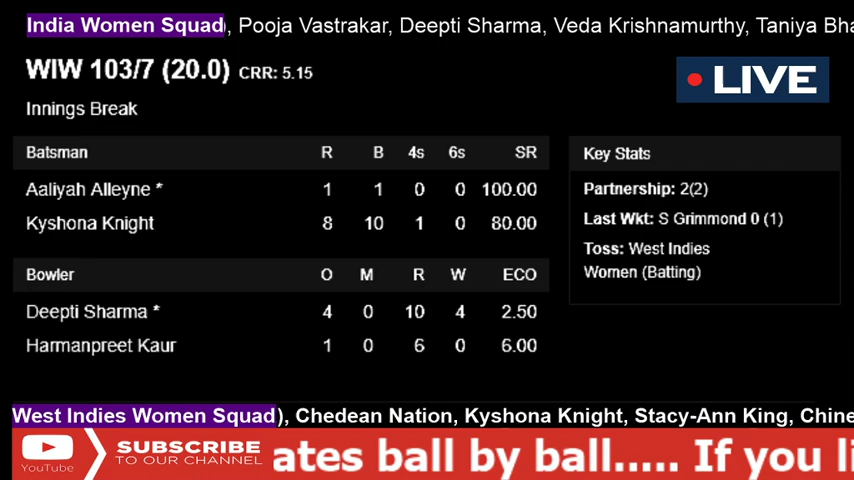 India Women Squad), Pooja Vastrakar, Deepti Sharma, Veda Krishnamurthy, Taniya Bha
WIW 103/7 (20.0) CRR: 5.15
LIVE
Innings Break
Batsman R B 4s 6s SR
Aaliyah Alleyne * 1 1 0 0 100.00
Kyshona Knight 8 10 1 0 80.00
Bowler O M R W ECO
Deepti Sharma * 4 0 10 4 2.50
Harmanpreet Kaur 1 0 6 0 6.00
Key Stats
Partnership: 2(2)
Last Wkt: S Grimmond 0 (1)
Toss: West Indies
Women (Batting)
West Indies Women Squad), Chedean Nation, Kyshona Knight, Stacy-Ann King, Chine
YouTube
SUBSCRIBE
TO OUR CHANNEL
ates ball by ball..... If you li